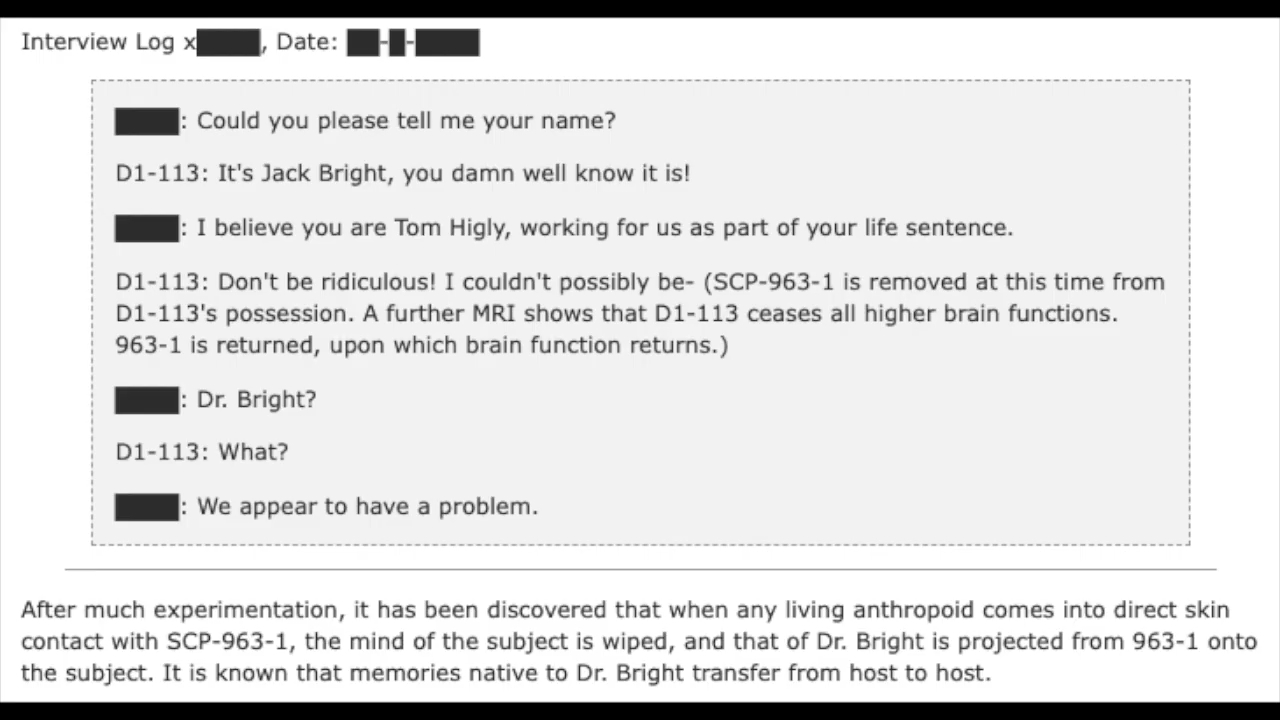 Interview Log x████, Date: ██-█-████
████: Could you please tell me your name?
D1-113: It's Jack Bright, you damn well know it is!
████: I believe you are Tom Higly, working for us as part of your life sentence.
D1-113: Don't be ridiculous! I couldn't possibly be- (SCP-963-1 is removed at this time from
D1-113's possession. A further MRI shows that D1-113 ceases all higher brain functions.
963-1 is returned, upon which brain function returns.)
████: Dr. Bright?
D1-113: What?
████: We appear to have a problem.
After much experimentation, it has been discovered that when any living anthropoid comes into direct skin
contact with SCP-963-1, the mind of the subject is wiped, and that of Dr. Bright is projected from 963-1 onto
the subject. It is known that memories native to Dr. Bright transfer from host to host.